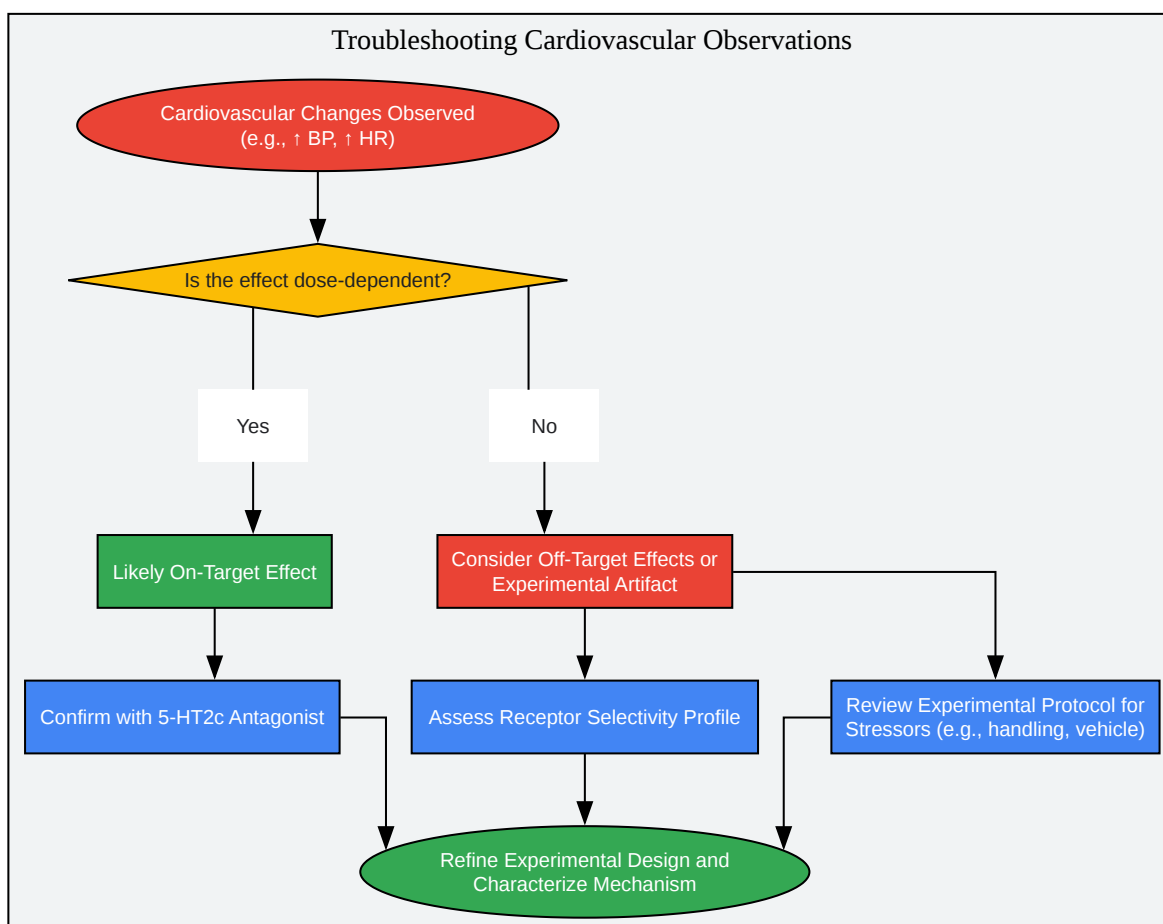 Troubleshooting Cardiovascular Observations
Cardiovascular Changes Observed
(e.g., ↑ BP, ↑ HR)
Is the effect dose-dependent?
Yes
No
Likely On-Target Effect
Consider Off-Target Effects or
Experimental Artifact
Confirm with 5-HT2c Antagonist
Assess Receptor Selectivity Profile
Review Experimental Protocol for
Stressors (e.g., handling, vehicle)
Refine Experimental Design and
Characterize Mechanism